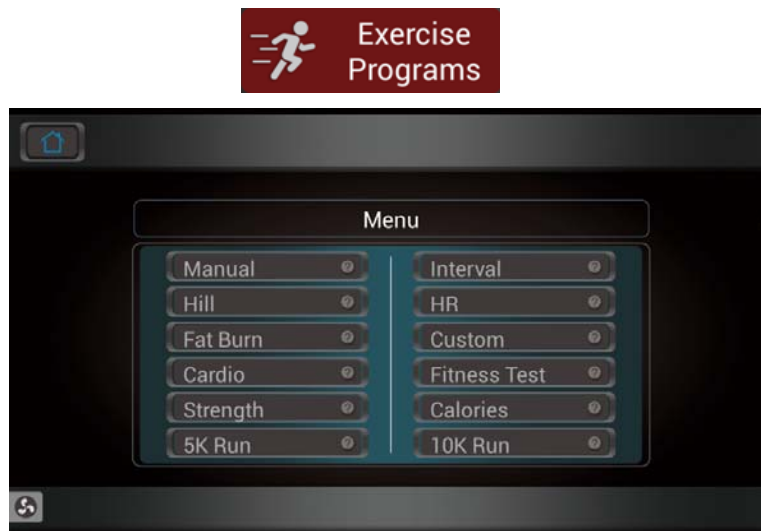 Exercise
Programs
Menu
Manual
Hill
Fat Burn
Cardio
Strength
5K Run
Interval
HR
Custom
Fitness Test
Calories
10K Run